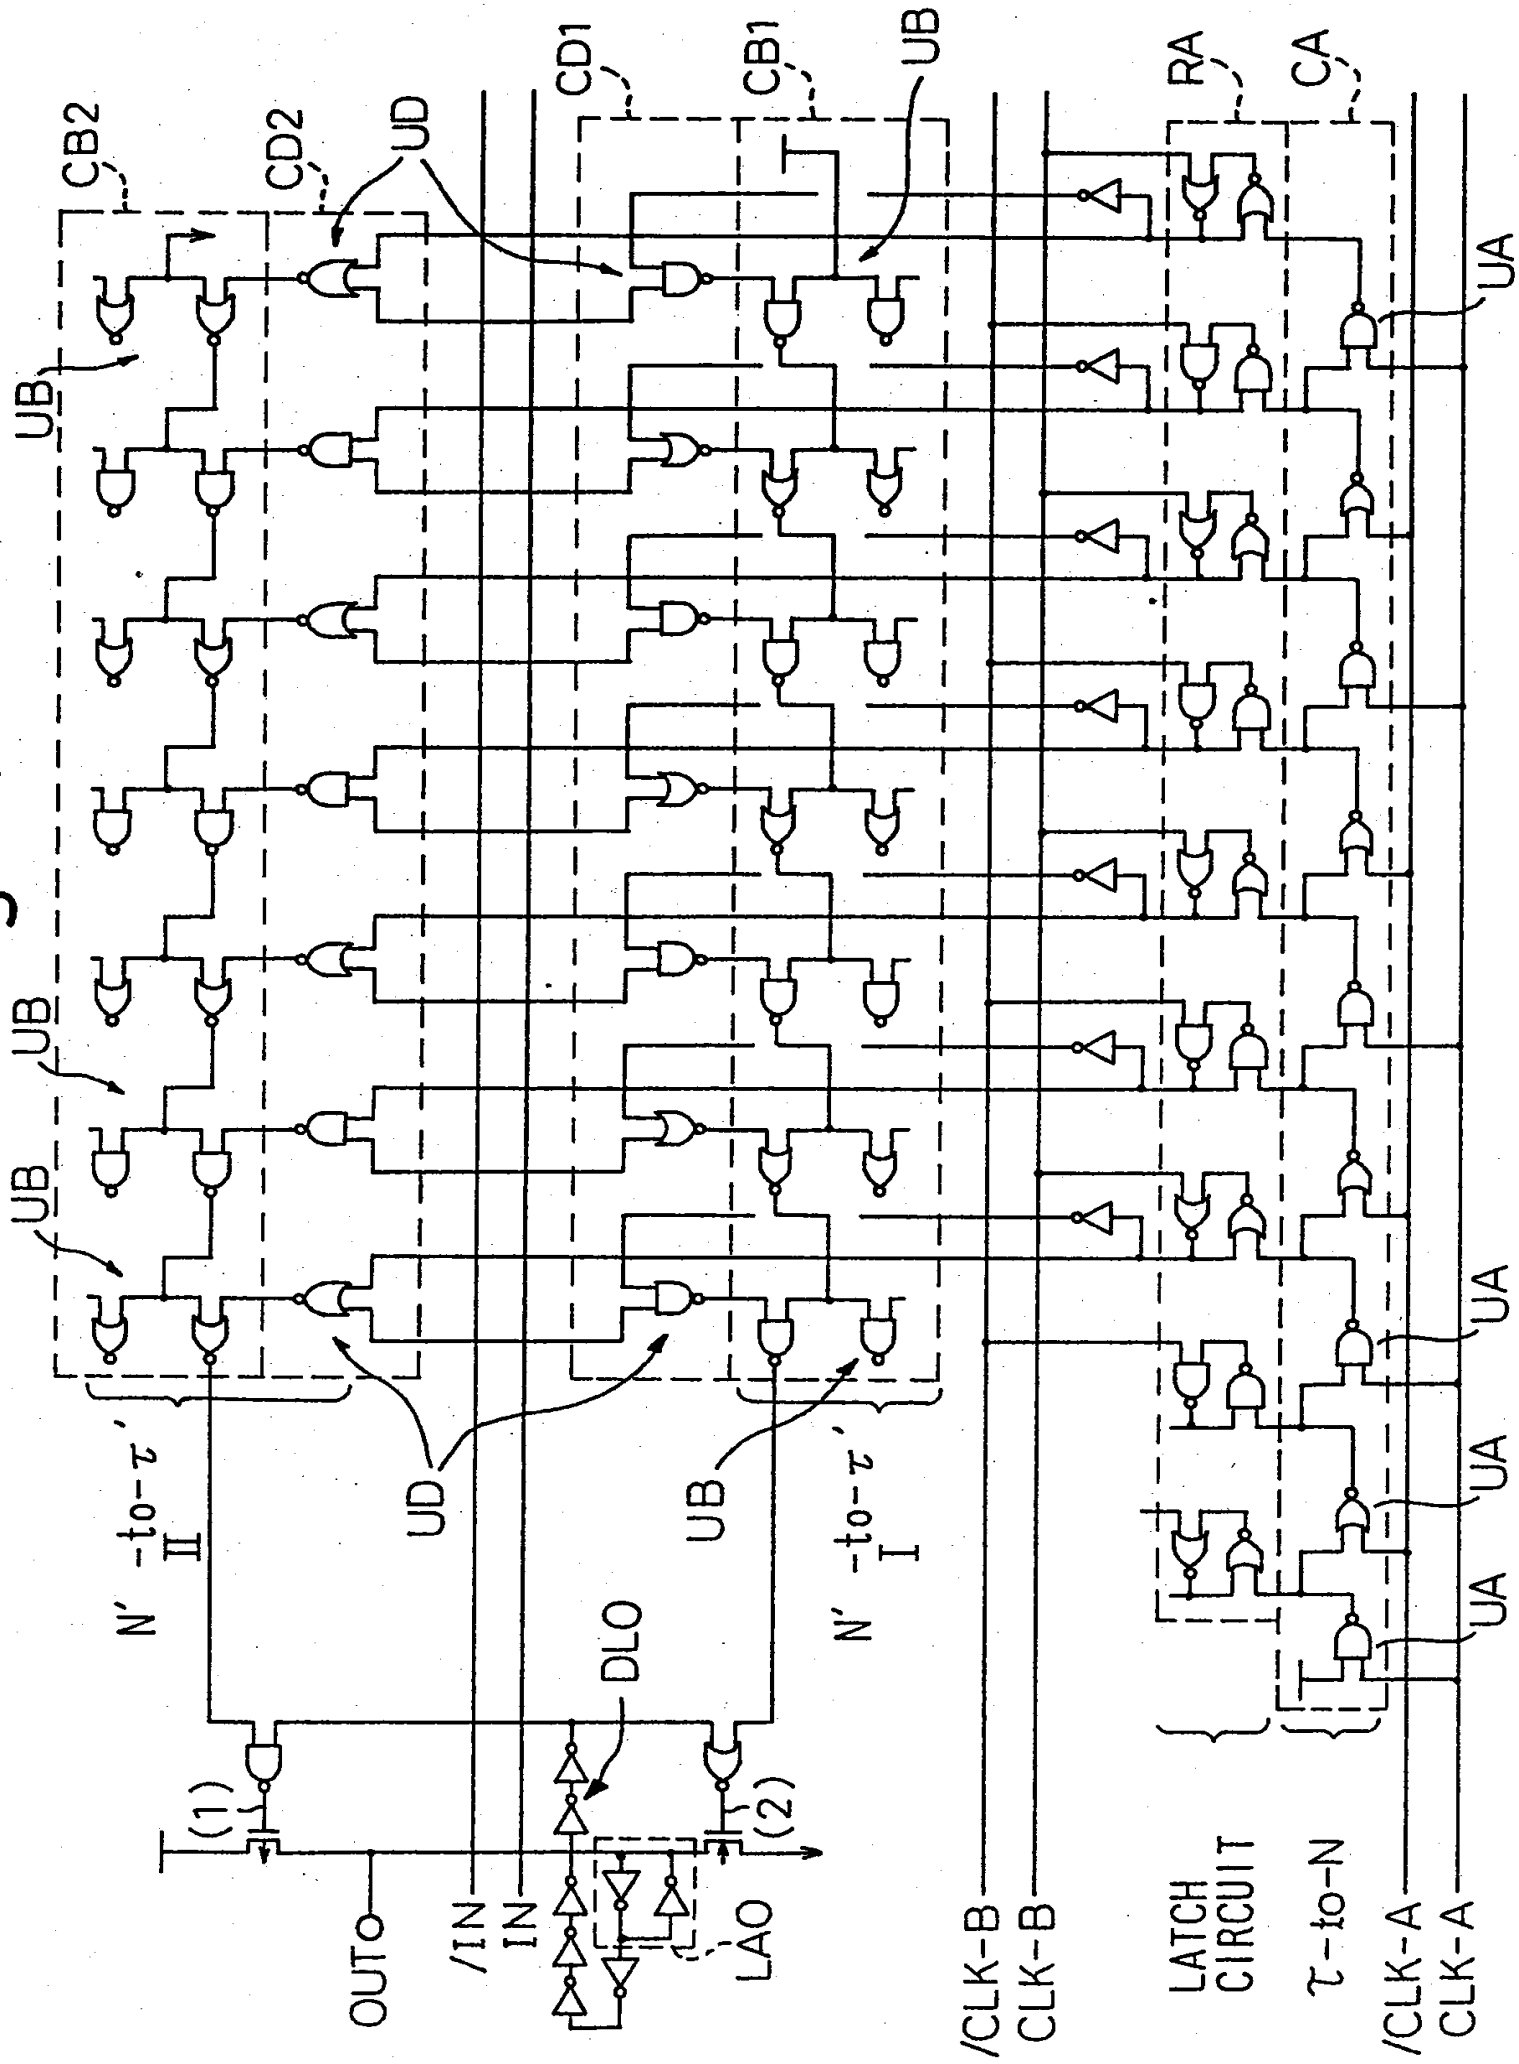 CB2
CD2
UD
CD1
CB1
UB
RA
CA
UB
UA
UB
UB
UD
UB
UA
UA
UA
N'-to-τ'
II
N'-to-τ'
I
DLO
(1)
(2)
OUT
/IN
IN
LAO
/CLK-B
CLK-B
LATCH
CIRCUIT
τ-to-N
/CLK-A
CLK-A